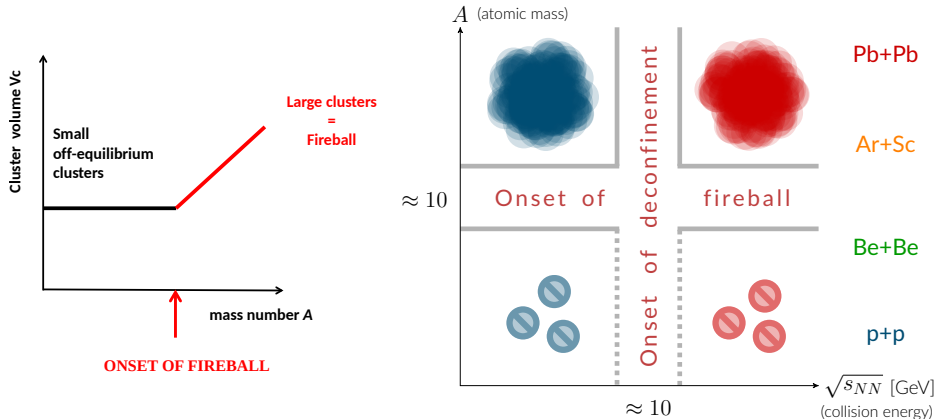 Cluster volume Vc
Small
off-equilibrium
clusters
Large clusters
=
Fireball
mass number A
ONSET OF FIREBALL
A (atomic mass)
≈ 10
Onset of fireball
Onset of deconfinement
≈ 10
√sNN [GeV]
(collision energy)
Pb+Pb
Ar+Sc
Be+Be
p+p